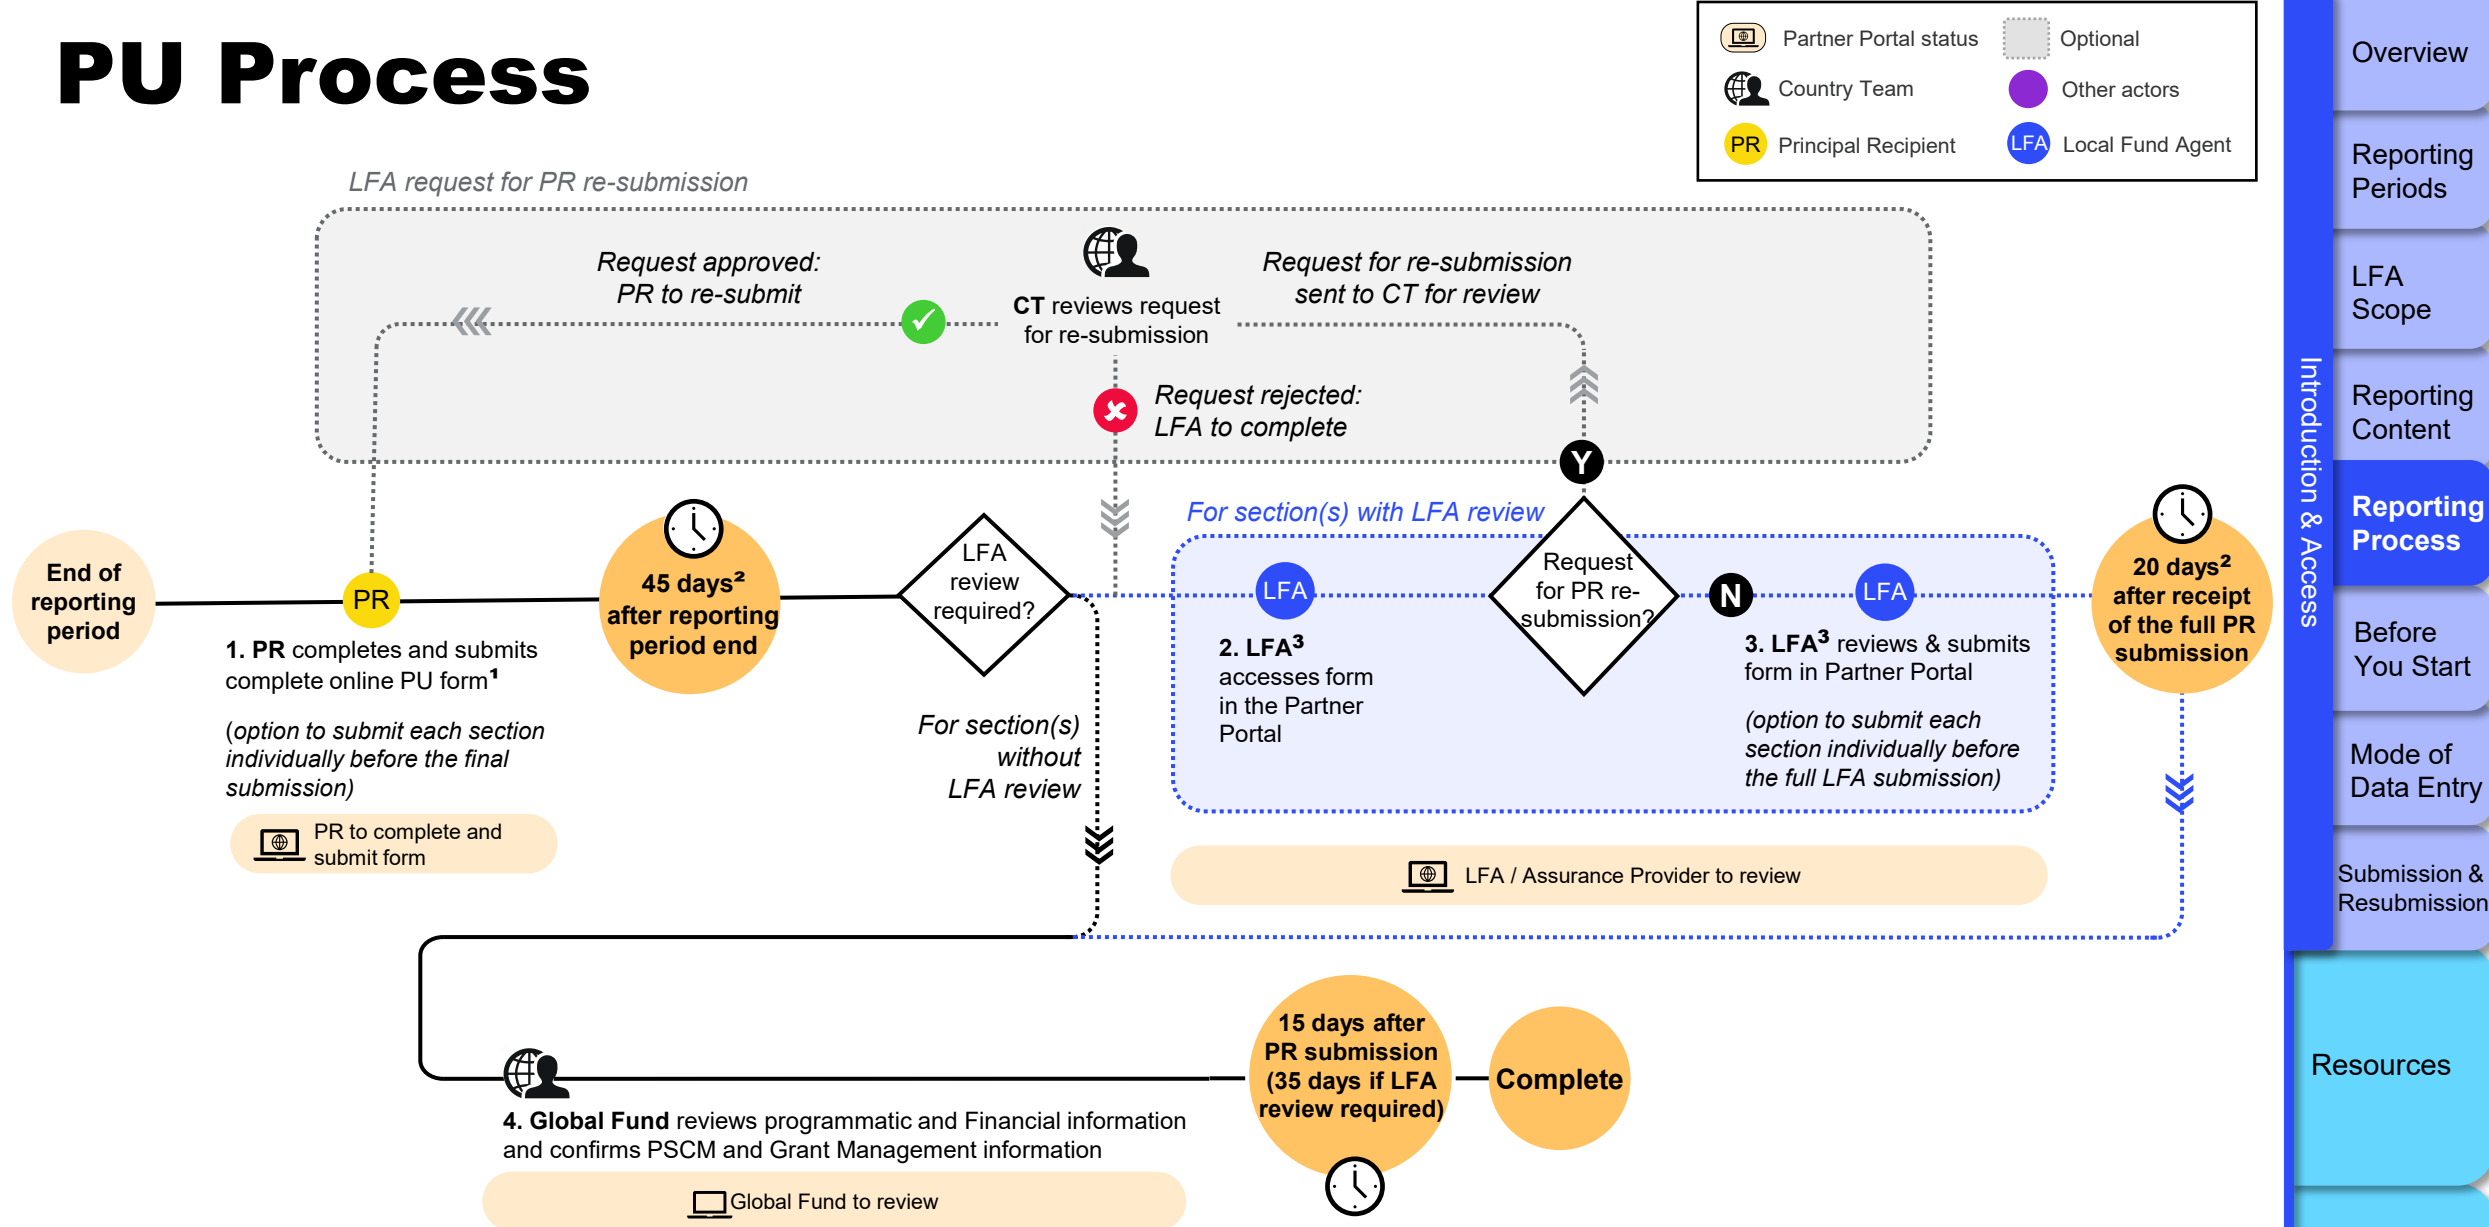 PU Process
Partner Portal status
Optional
Country Team
Other actors
PR
Principal Recipient
LFA
Local Fund Agent
LFA request for PR re-submission
Request approved:
PR to re-submit
CT reviews request
for re-submission
Request for re-submission
sent to CT for review
Request rejected:
LFA to complete
Y
End of
reporting
period
PR
1. PR completes and submits
complete online PU form¹
(option to submit each section
individually before the final
submission)
PR to complete and
submit form
45 days²
after reporting
period end
LFA
review
required?
For section(s)
without
LFA review
For section(s) with LFA review
LFA
2. LFA³
accesses form
in the Partner
Portal
Request
for PR re-
submission?
N
LFA
3. LFA³ reviews & submits
form in Partner Portal
(option to submit each
section individually before
the full LFA submission)
LFA / Assurance Provider to review
20 days²
after receipt
of the full PR
submission
4. Global Fund reviews programmatic and Financial information
and confirms PSCM and Grant Management information
Global Fund to review
15 days after
PR submission
(35 days if LFA
review required)
Complete
Introduction & Access
Overview
Reporting
Periods
LFA
Scope
Reporting
Content
Reporting
Process
Before
You Start
Mode of
Data Entry
Submission &
Resubmission
Resources